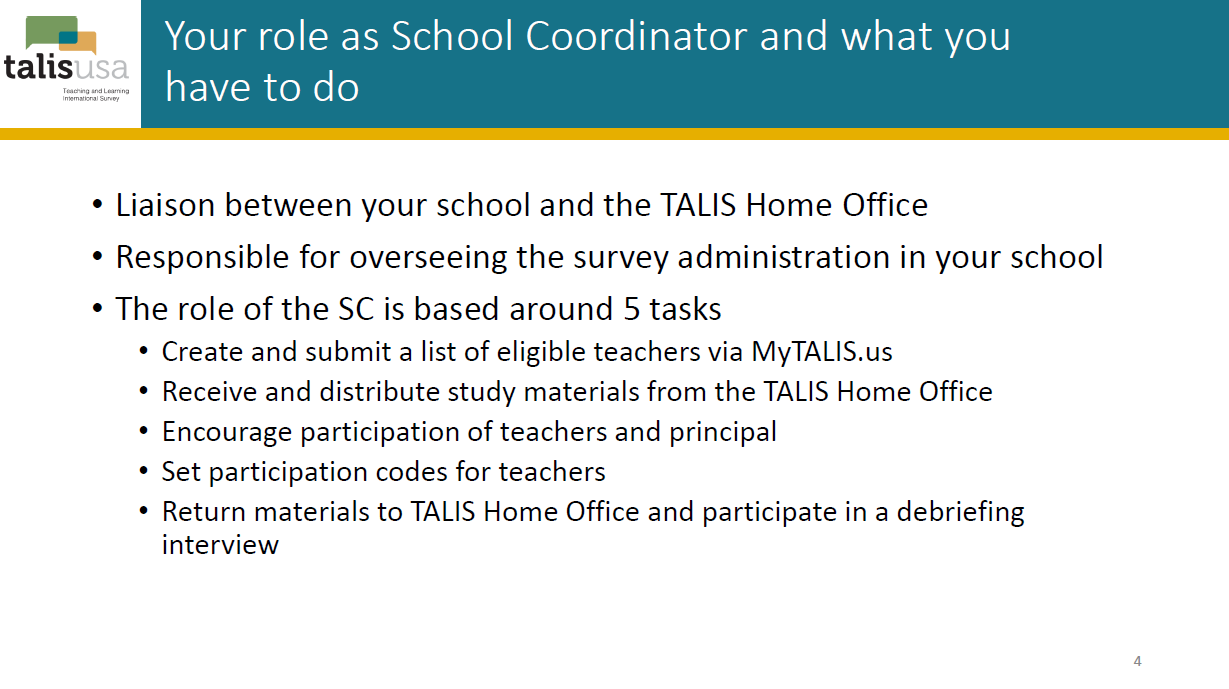 talisusa
Teaching and Learning
International Survey
Your role as School Coordinator and what you
have to do
• Liaison between your school and the TALIS Home Office
• Responsible for overseeing the survey administration in your school
• The role of the SC is based around 5 tasks
• Create and submit a list of eligible teachers via MyTALIS.us
• Receive and distribute study materials from the TALIS Home Office
• Encourage participation of teachers and principal
• Set participation codes for teachers
• Return materials to TALIS Home Office and participate in a debriefing
interview
4